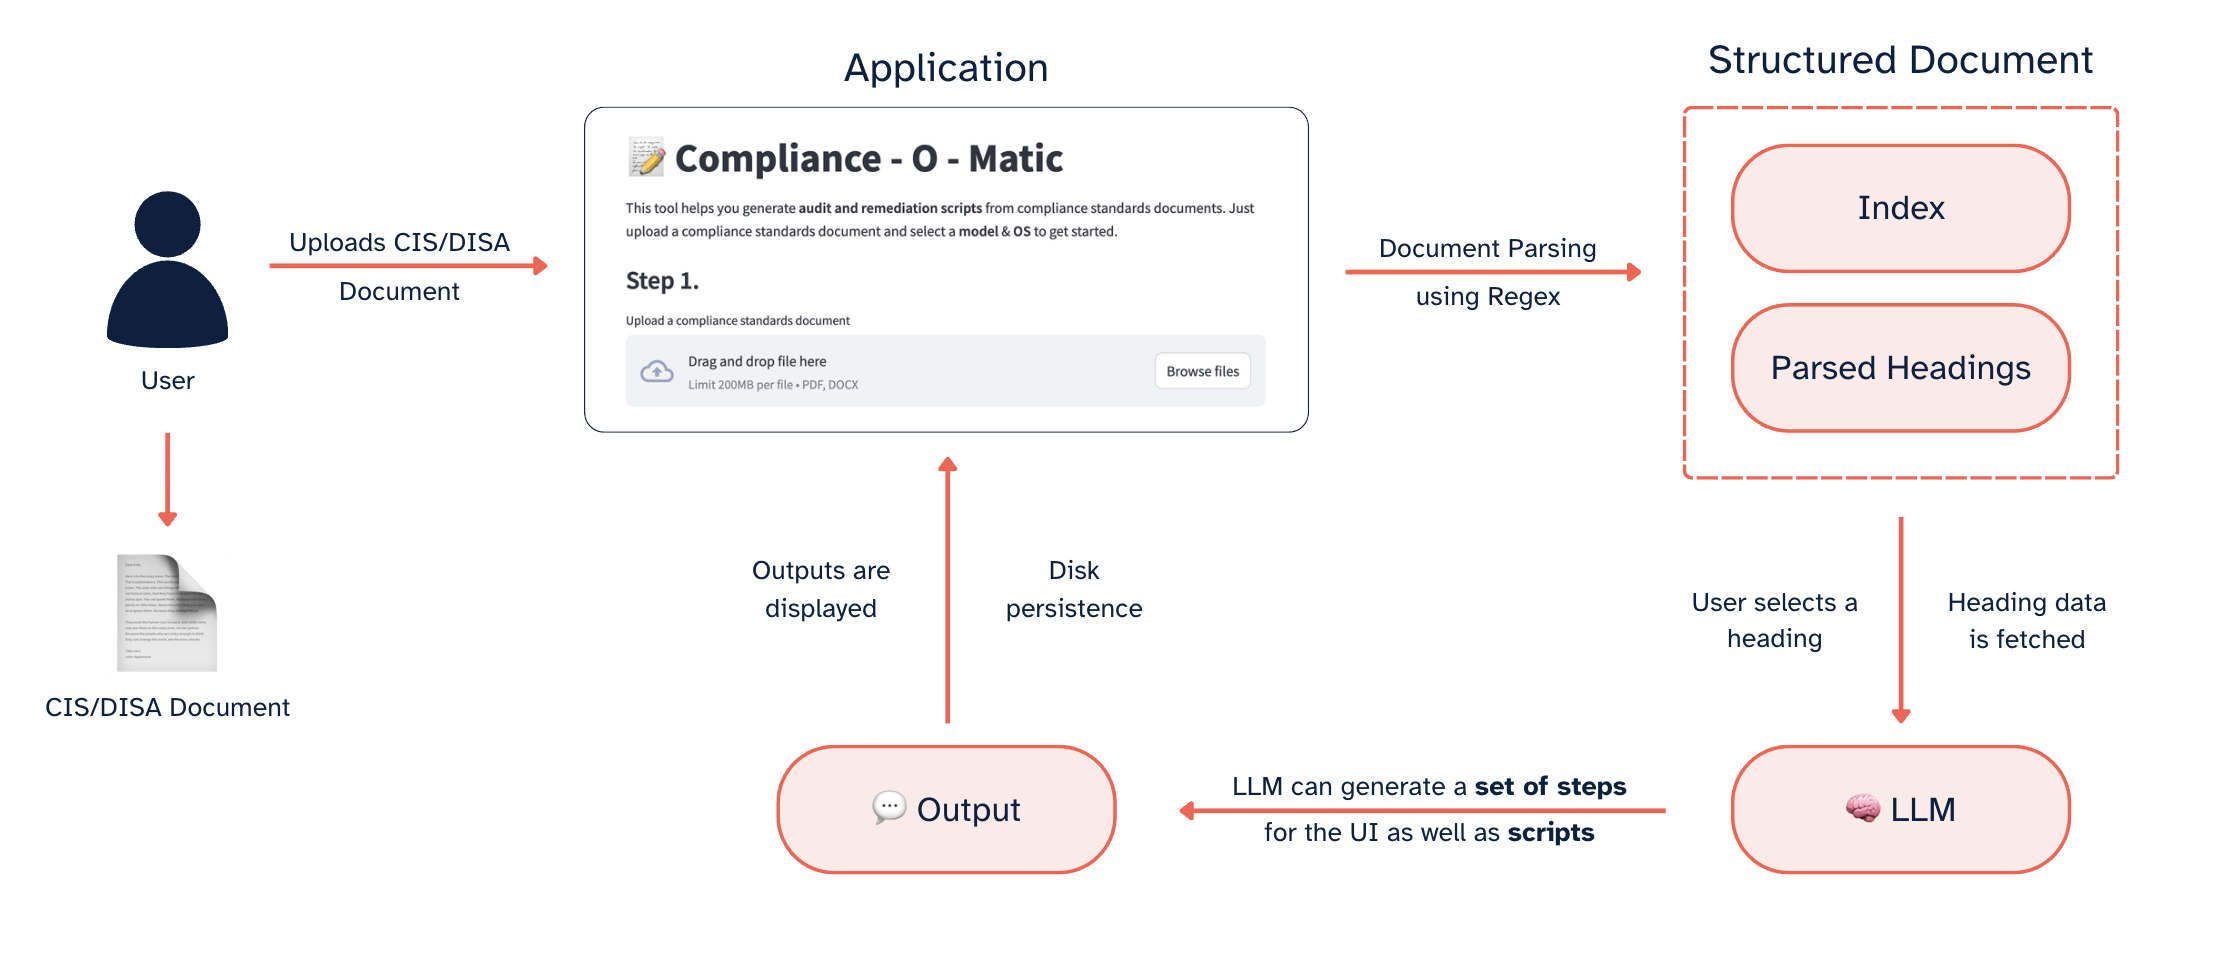 Application
Structured Document
Compliance - O - Matic
This tool helps you generate audit and remediation scripts from compliance standards documents. Just
upload a compliance standards document and select a model & OS to get started.
Step 1.
Upload a compliance standards document
Drag and drop file here
Limit 200MB per file • PDF, DOCX
Browse files
Uploads CIS/DISA
Document
User
CIS/DISA Document
Document Parsing
using Regex
Index
Parsed Headings
User selects a
heading
Heading data
is fetched
🧠 LLM
LLM can generate a set of steps
for the UI as well as scripts
💬 Output
Outputs are
displayed
Disk
persistence